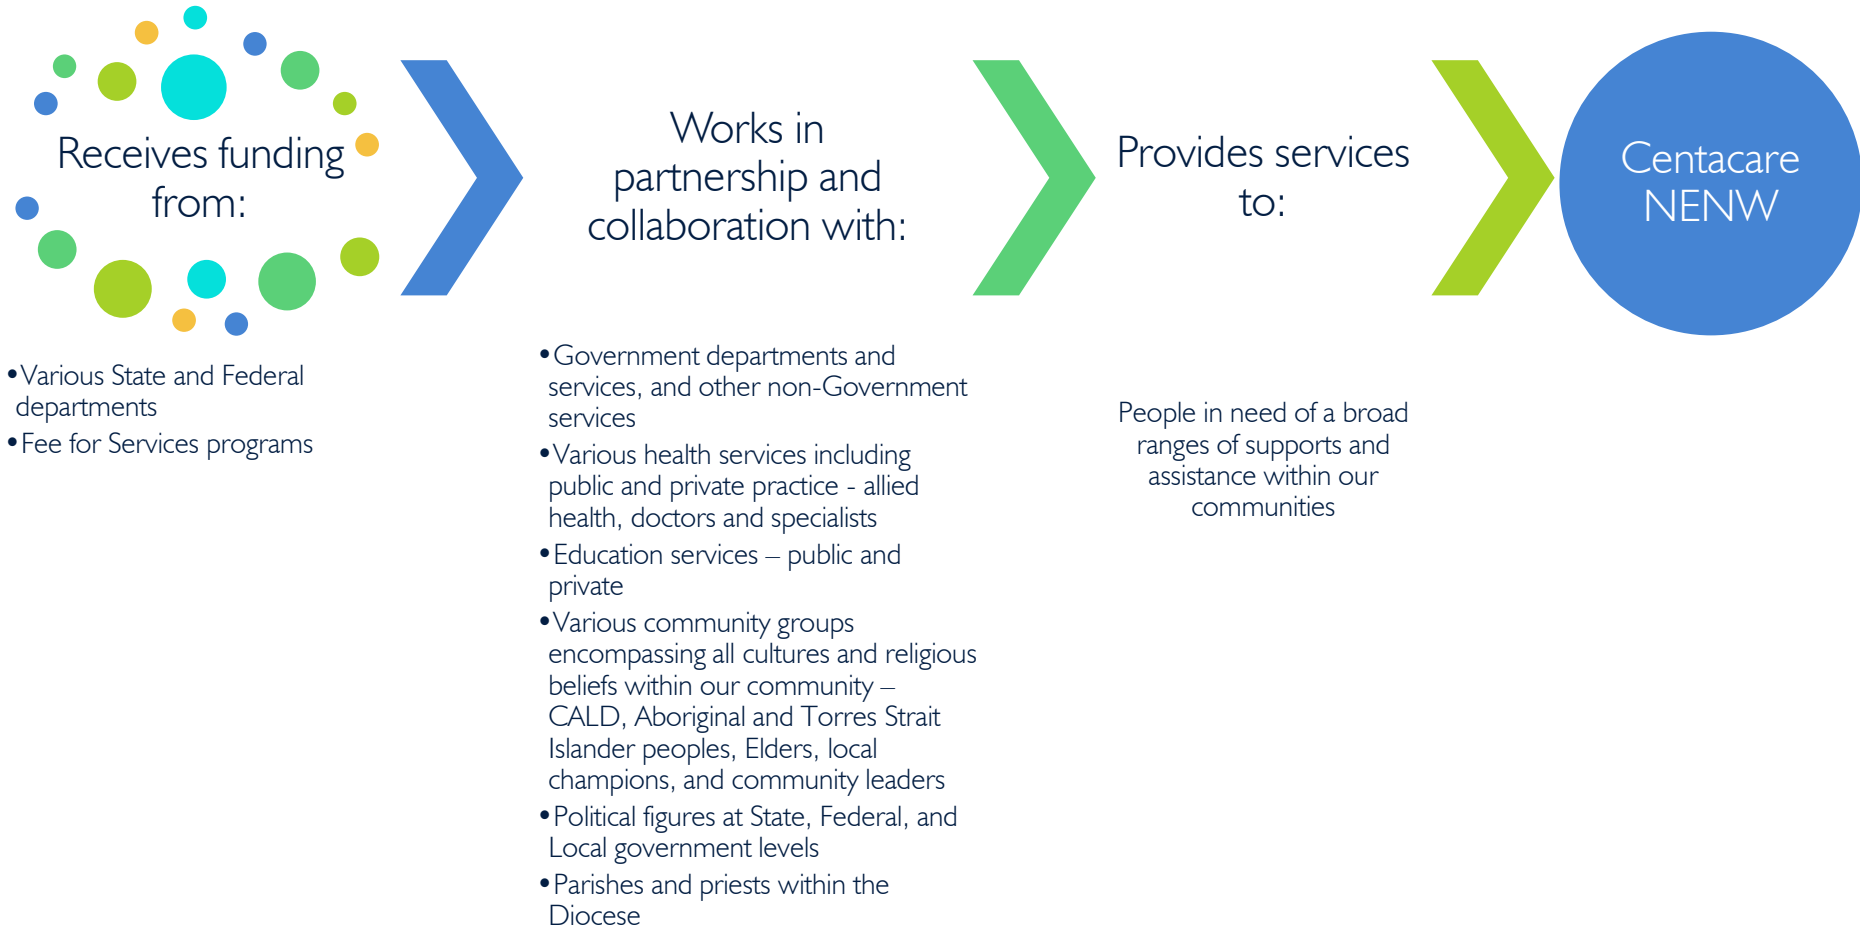 Receives funding
from:
•Various State and Federal
departments
•Fee for Services programs
Works in
partnership and
collaboration with:
•Government departments and
services, and other non-Government
services
•Various health services including
public and private practice - allied
health, doctors and specialists
•Education services – public and
private
•Various community groups
encompassing all cultures and religious
beliefs within our community –
CALD, Aboriginal and Torres Strait
Islander peoples, Elders, local
champions, and community leaders
•Political figures at State, Federal, and
Local government levels
•Parishes and priests within the
Diocese
Provides services
to:
People in need of a broad
ranges of supports and
assistance within our
communities
Centacare
NENW